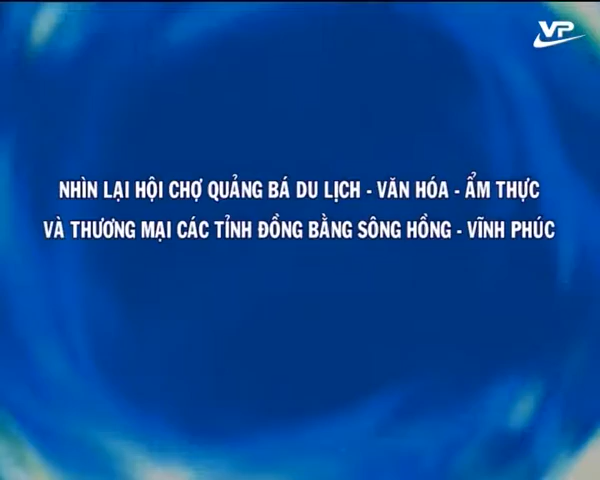 VP
NHÌN LẠI HỘI CHỢ QUẢNG BÁ DU LỊCH - VĂN HÓA - ẨM THỰC
VÀ THƯƠNG MẠI CÁC TỈNH ĐỒNG BẰNG SÔNG HỒNG - VĨNH PHÚC